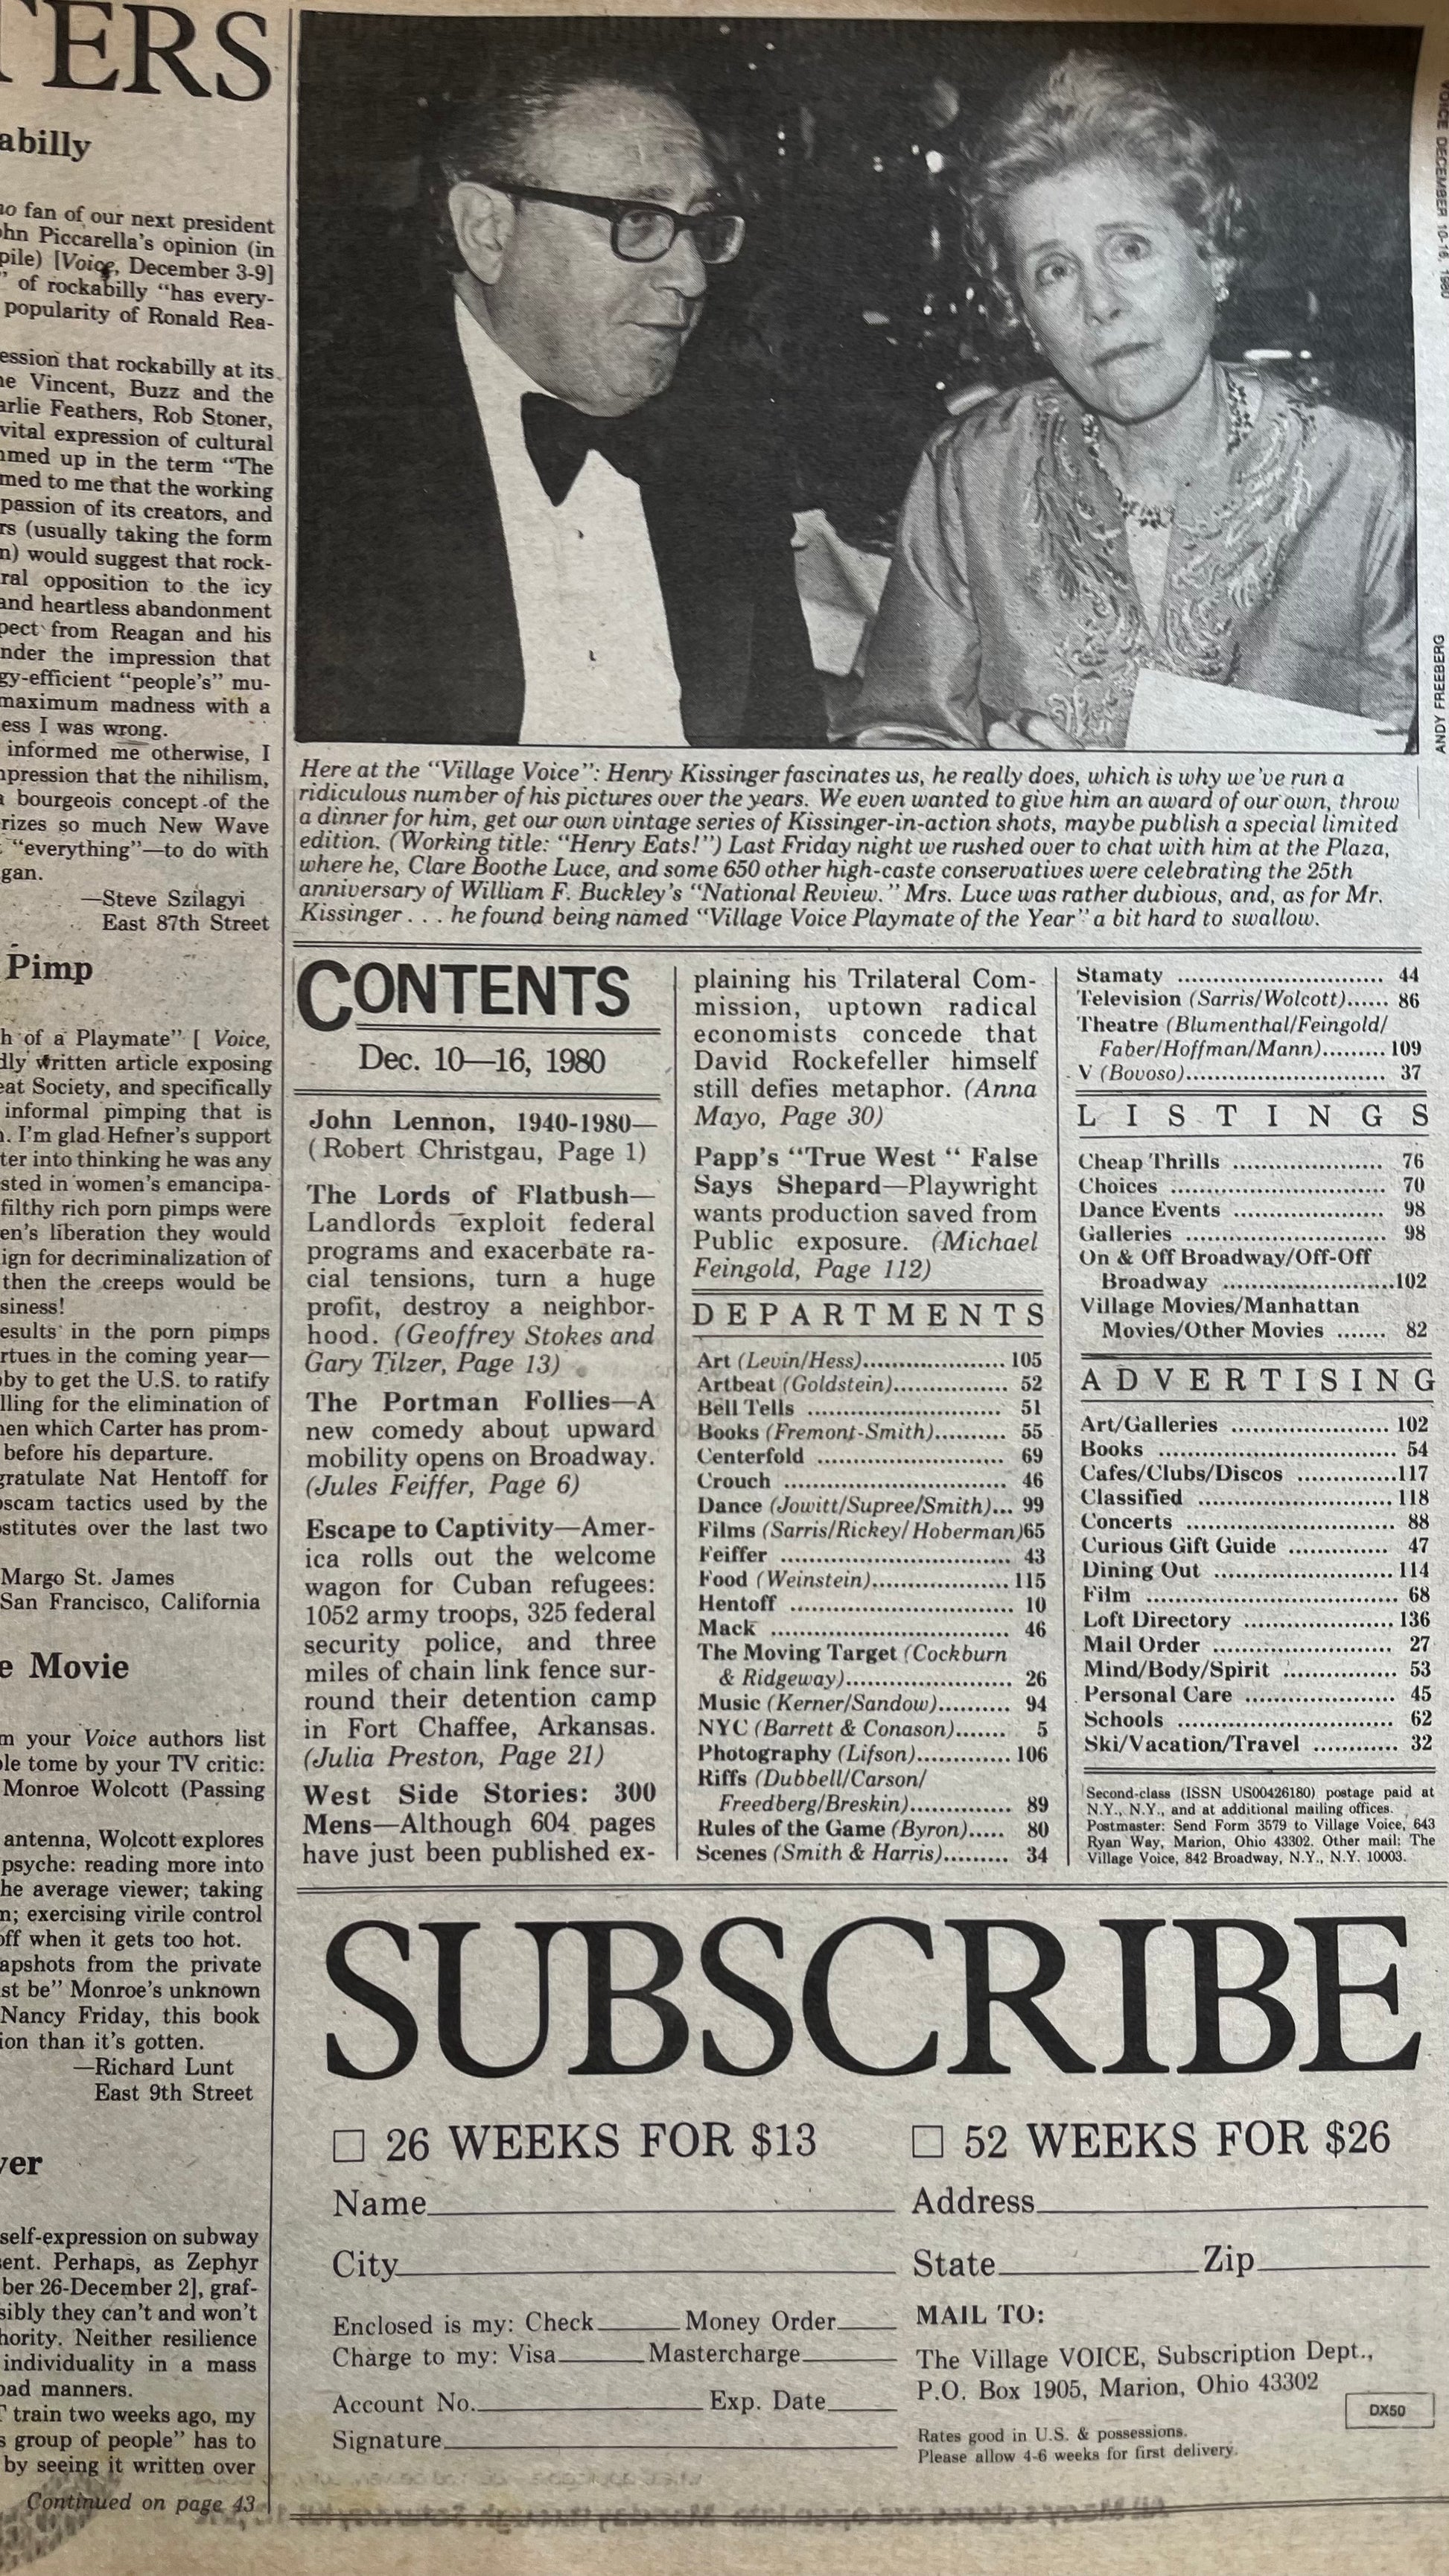 TERS
abilly
no fan of our next president
ohn Piccarella's opinion (in
pile) [Voice, December 3-9]
" of rockabilly "has every-
popularity of Ronald Rea-
ession that rockabilly at its
ne Vincent, Buzz and the
arlie Feathers, Rob Stoner,
vital expression of cultural
mmed up in the term "The
med to me that the working
passion of its creators, and
rs (usually taking the form
n) would suggest that rock-
ral opposition to the icy
and heartless abandonment
pect from Reagan and his
nder the impression that
gy-efficient "people's" mu-
maximum madness with a
ess I was wrong.
informed me otherwise, I
mpression that the nihilism,
a bourgeois concept of the
rizes so much New Wave
"everything"—to do with
gan.
—Steve Szilagyi
East 87th Street
Pimp
h of a Playmate" [ Voice,
dly written article exposing
eat Society, and specifically
informal pimping that is
n. I'm glad Hefner's support
ter into thinking he was any
sted in women's emancipa-
filthy rich porn pimps were
en's liberation they would
ign for decriminalization of
then the creeps would be
siness!
esults in the porn pimps
rtues in the coming year—
bby to get the U.S. to ratify
lling for the elimination of
nen which Carter has prom-
before his departure.
gratulate Nat Hentoff for
oscam tactics used by the
stitutes over the last two
Margo St. James
San Francisco, California
e Movie
m your Voice authors list
ble tome by your TV critic:
Monroe Wolcott (Passing
antenna, Wolcott explores
psyche: reading more into
he average viewer; taking
n; exercising virile control
off when it gets too hot.
apshots from the private
st be" Monroe's unknown
Nancy Friday, this book
ion than it's gotten.
—Richard Lunt
East 9th Street
ver
self-expression on subway
sent. Perhaps, as Zephyr
ber 26-December 2], graf-
sibly they can't and won't
hority. Neither resilience
individuality in a mass
bad manners.
T train two weeks ago, my
s group of people" has to
by seeing it written over
Continued on page 43
VOICE DECEMBER 10-16, 1980
ANDY FREEBERG
Here at the "Village Voice": Henry Kissinger fascinates us, he really does, which is why we've run a
ridiculous number of his pictures over the years. We even wanted to give him an award of our own, throw
a dinner for him, get our own vintage series of Kissinger-in-action shots, maybe publish a special limited
edition. (Working title: "Henry Eats!") Last Friday night we rushed over to chat with him at the Plaza,
where he, Clare Boothe Luce, and some 650 other high-caste conservatives were celebrating the 25th
anniversary of William F. Buckley's "National Review." Mrs. Luce was rather dubious, and, as for Mr.
Kissinger . . . he found being named "Village Voice Playmate of the Year" a bit hard to swallow.
CONTENTS
Dec. 10—16, 1980
John Lennon, 1940-1980—
(Robert Christgau, Page 1)
The Lords of Flatbush—
Landlords exploit federal
programs and exacerbate ra-
cial tensions, turn a huge
profit, destroy a neighbor-
hood. (Geoffrey Stokes and
Gary Tilzer, Page 13)
The Portman Follies—A
new comedy about upward
mobility opens on Broadway.
(Jules Feiffer, Page 6)
Escape to Captivity—Amer-
ica rolls out the welcome
wagon for Cuban refugees:
1052 army troops, 325 federal
security police, and three
miles of chain link fence sur-
round their detention camp
in Fort Chaffee, Arkansas.
(Julia Preston, Page 21)
West Side Stories: 300
Mens—Although 604 pages
have just been published ex-
plaining his Trilateral Com-
mission, uptown radical
economists concede that
David Rockefeller himself
still defies metaphor. (Anna
Mayo, Page 30)
Papp's "True West " False
Says Shepard—Playwright
wants production saved from
Public exposure. (Michael
Feingold, Page 112)
DEPARTMENTS
Art (Levin/Hess).................... 105
Artbeat (Goldstein)................ 52
Bell Tells ........................... 51
Books (Fremont-Smith).......... 55
Centerfold .......................... 69
Crouch ............................... 46
Dance (Jowitt/Supree/Smith)... 99
Films (Sarris/Rickey/Hoberman)65
Feiffer ................................ 43
Food (Weinstein)................... 115
Hentoff ............................... 10
Mack .................................. 46
The Moving Target (Cockburn
& Ridgeway)....................... 26
Music (Kerner/Sandow).......... 94
NYC (Barrett & Conason)....... 5
Photography (Lifson)............. 106
Riffs (Dubbell/Carson/
Freedberg/Breskin).............. 89
Rules of the Game (Byron)..... 80
Scenes (Smith & Harris)......... 34
Stamaty ............................. 44
Television (Sarris/Wolcott)...... 86
Theatre (Blumenthal/Feingold/
Faber/Hoffman/Mann)......... 109
V (Bovoso)............................ 37
LISTINGS
Cheap Thrills ...................... 76
Choices ............................... 70
Dance Events ...................... 98
Galleries ............................. 98
On & Off Broadway/Off-Off
Broadway ........................102
Village Movies/Manhattan
Movies/Other Movies ....... 82
ADVERTISING
Art/Galleries ....................... 102
Books .................................. 54
Cafes/Clubs/Discos ..............117
Classified ............................ 118
Concerts .............................. 88
Curious Gift Guide .............. 47
Dining Out .......................... 114
Film .................................... 68
Loft Directory ..................... 136
Mail Order .......................... 27
Mind/Body/Spirit ................ 53
Personal Care ...................... 45
Schools ............................... 62
Ski/Vacation/Travel ............ 32
Second-class (ISSN US00426180) postage paid at
N.Y., N.Y., and at additional mailing offices.
Postmaster: Send Form 3579 to Village Voice, 643
Ryan Way, Marion, Ohio 43302. Other mail: The
Village Voice, 842 Broadway, N.Y., N.Y. 10003.
SUBSCRIBE
□ 26 WEEKS FOR $13 □ 52 WEEKS FOR $26
Name Address
City State Zip
Enclosed is my: Check Money Order
Charge to my: Visa Mastercharge
Account No. Exp. Date
Signature
MAIL TO:
The Village VOICE, Subscription Dept.,
P.O. Box 1905, Marion, Ohio 43302
DX50
Rates good in U.S. & possessions.
Please allow 4-6 weeks for first delivery.